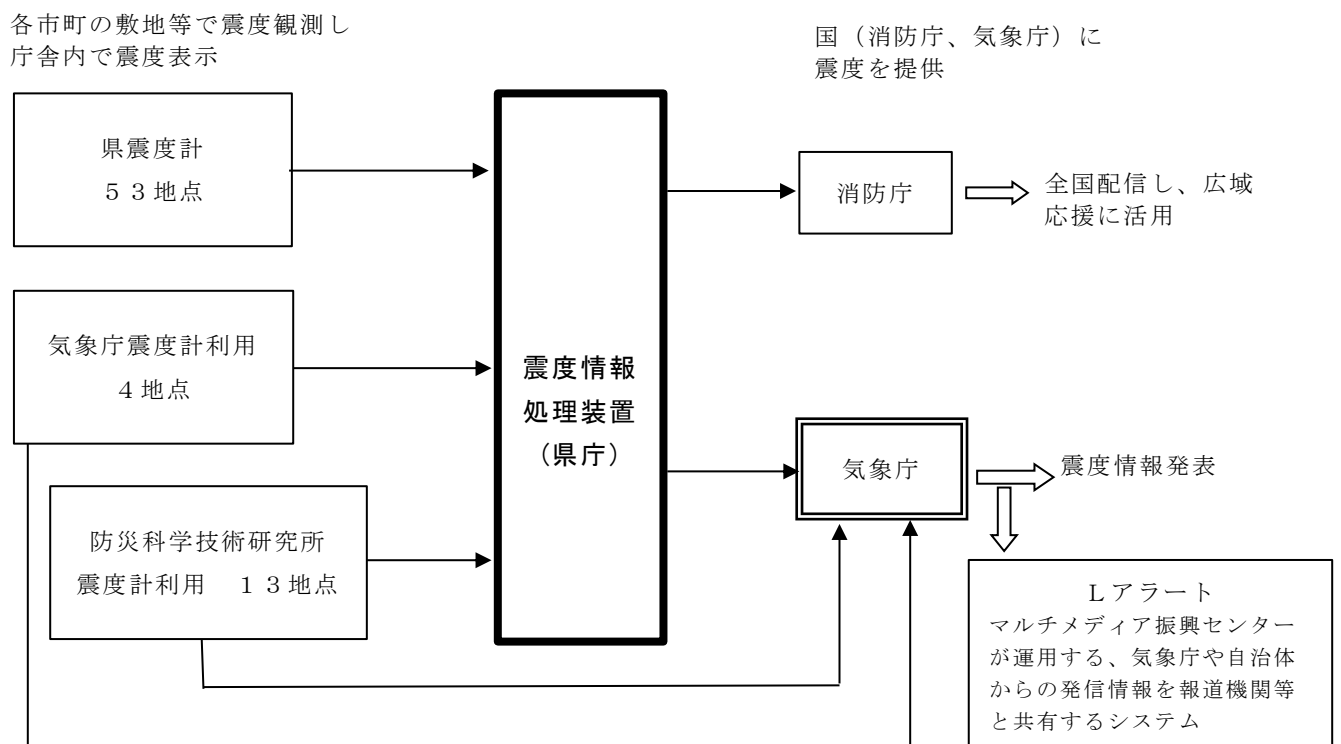 各市町の敷地等で震度観測し
庁舎内で震度表示
国（消防庁、気象庁）に
震度を提供
県震度計
５３地点
消防庁
全国配信し、広域
応援に活用
気象庁震度計利用
４地点
震度情報
処理装置
（県庁）
気象庁
震度情報発表
防災科学技術研究所
震度計利用　１３地点
Ｌアラート
マルチメディア振興センター
が運用する、気象庁や自治体
からの発信情報を報道機関等
と共有するシステム